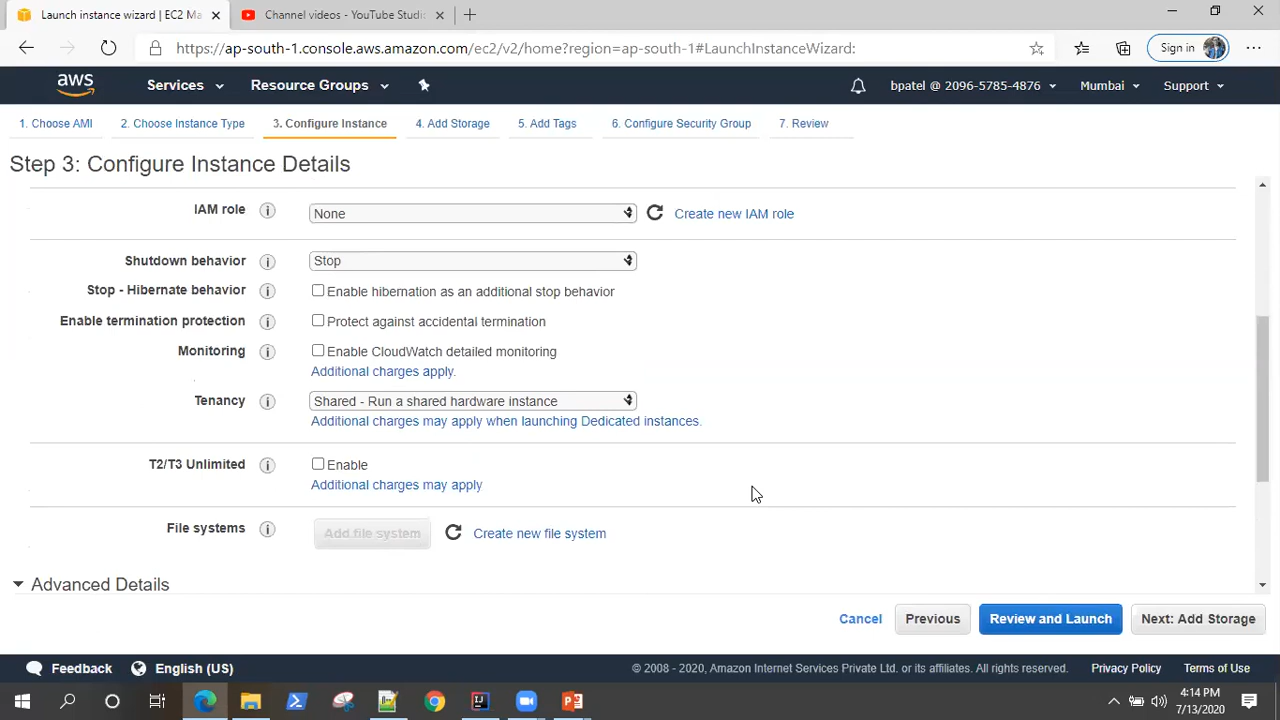 Launch instance wizard | EC2 Ma
Channel videos - YouTube Studio
https://ap-south-1.console.aws.amazon.com/ec2/v2/home?region=ap-south-1#LaunchInstanceWizard:
Sign in
aws
Services
Resource Groups
bpatel @ 2096-5785-4876
Mumbai
Support
1. Choose AMI
2. Choose Instance Type
3. Configure Instance
4. Add Storage
5. Add Tags
6. Configure Security Group
7. Review
Step 3: Configure Instance Details
IAM role
None
Create new IAM role
Shutdown behavior
Stop
Stop - Hibernate behavior
Enable hibernation as an additional stop behavior
Enable termination protection
Protect against accidental termination
Monitoring
Enable CloudWatch detailed monitoring
Additional charges apply.
Tenancy
Shared - Run a shared hardware instance
Additional charges may apply when launching Dedicated instances.
T2/T3 Unlimited
Enable
Additional charges may apply
File systems
Add file system
Create new file system
Advanced Details
Cancel
Previous
Review and Launch
Next: Add Storage
Feedback
English (US)
© 2008 - 2020, Amazon Internet Services Private Ltd. or its affiliates. All rights reserved.
Privacy Policy
Terms of Use
4:14 PM
7/13/2020